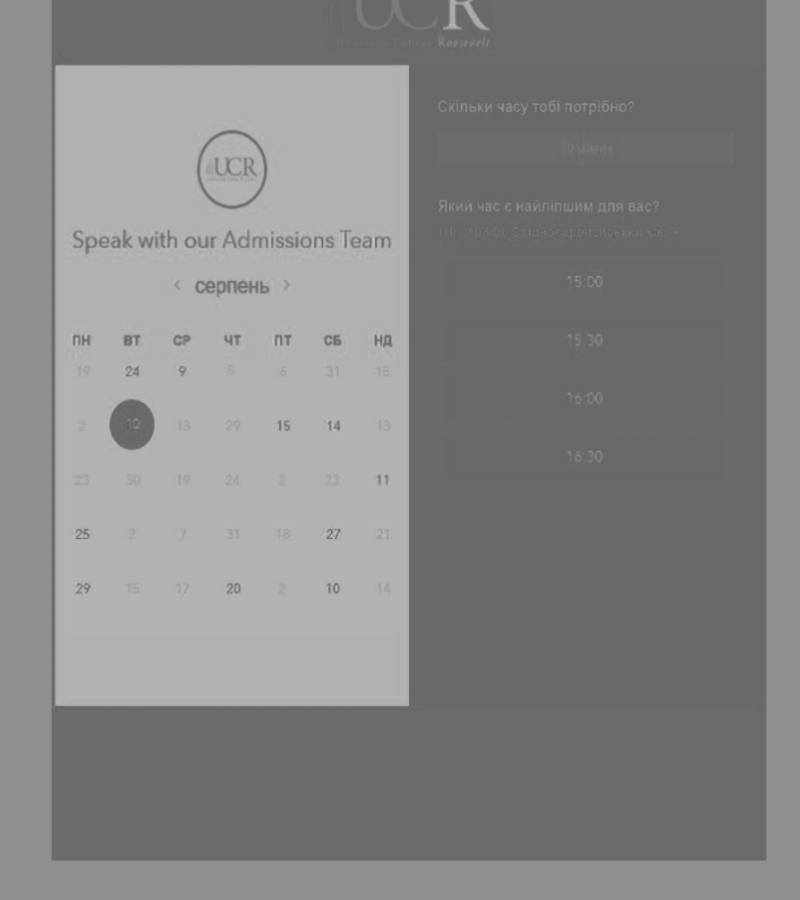 UCR
Roosevelt
UCR
Speak with our Admissions Team
‹ серпень ›
ПН ВТ СР ЧТ ПТ СБ НД
19 24 9 5 6 31 15
2 10 13 29 15 14 13
23 30 19 24 2 23 11
25 2 7 31 18 27 21
29 15 17 20 2 10 14
Скільки часу тобі потрібно?
Який час є найліпшим для вас?
15:00
15:30
16:00
16:30